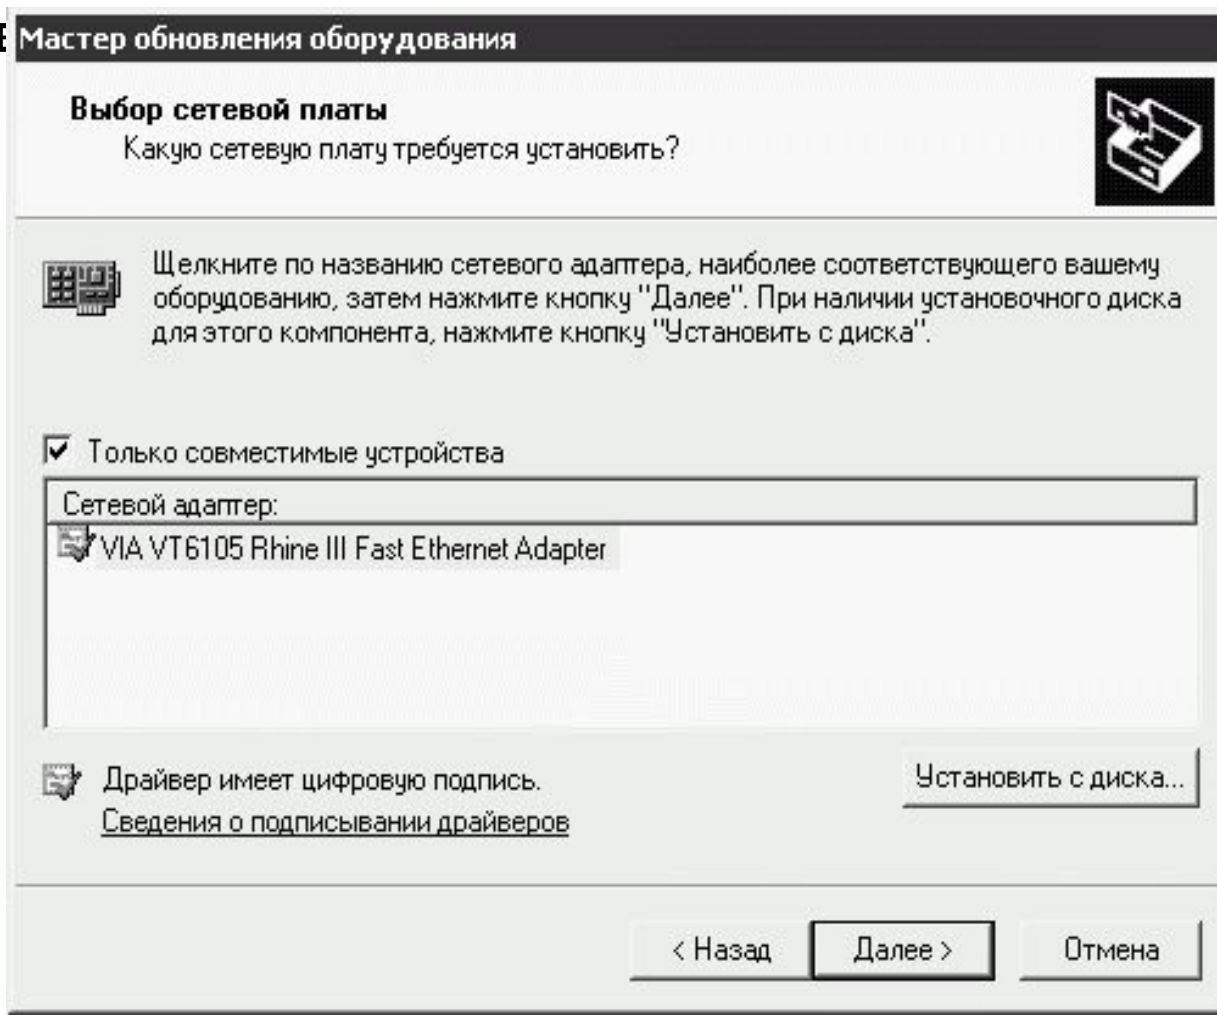 Мастер обновления оборудования
Выбор сетевой платы
Какую сетевую плату требуется установить?
Щелкните по названию сетевого адаптера, наиболее соответствующего вашему
оборудованию, затем нажмите кнопку "Далее". При наличии установочного диска
для этого компонента, нажмите кнопку "Установить с диска".
Только совместимые устройства
Сетевой адаптер:
VIA VT6105 Rhine III Fast Ethernet Adapter
Драйвер имеет цифровую подпись.
Установить с диска...
Сведения о подписывании драйверов
< Назад
Далее >
Отмена